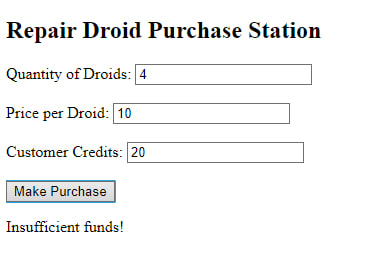 Repair Droid Purchase Station
Quantity of Droids: 4
Price per Droid: 10
Customer Credits: 20
Make Purchase
Insufficient funds!